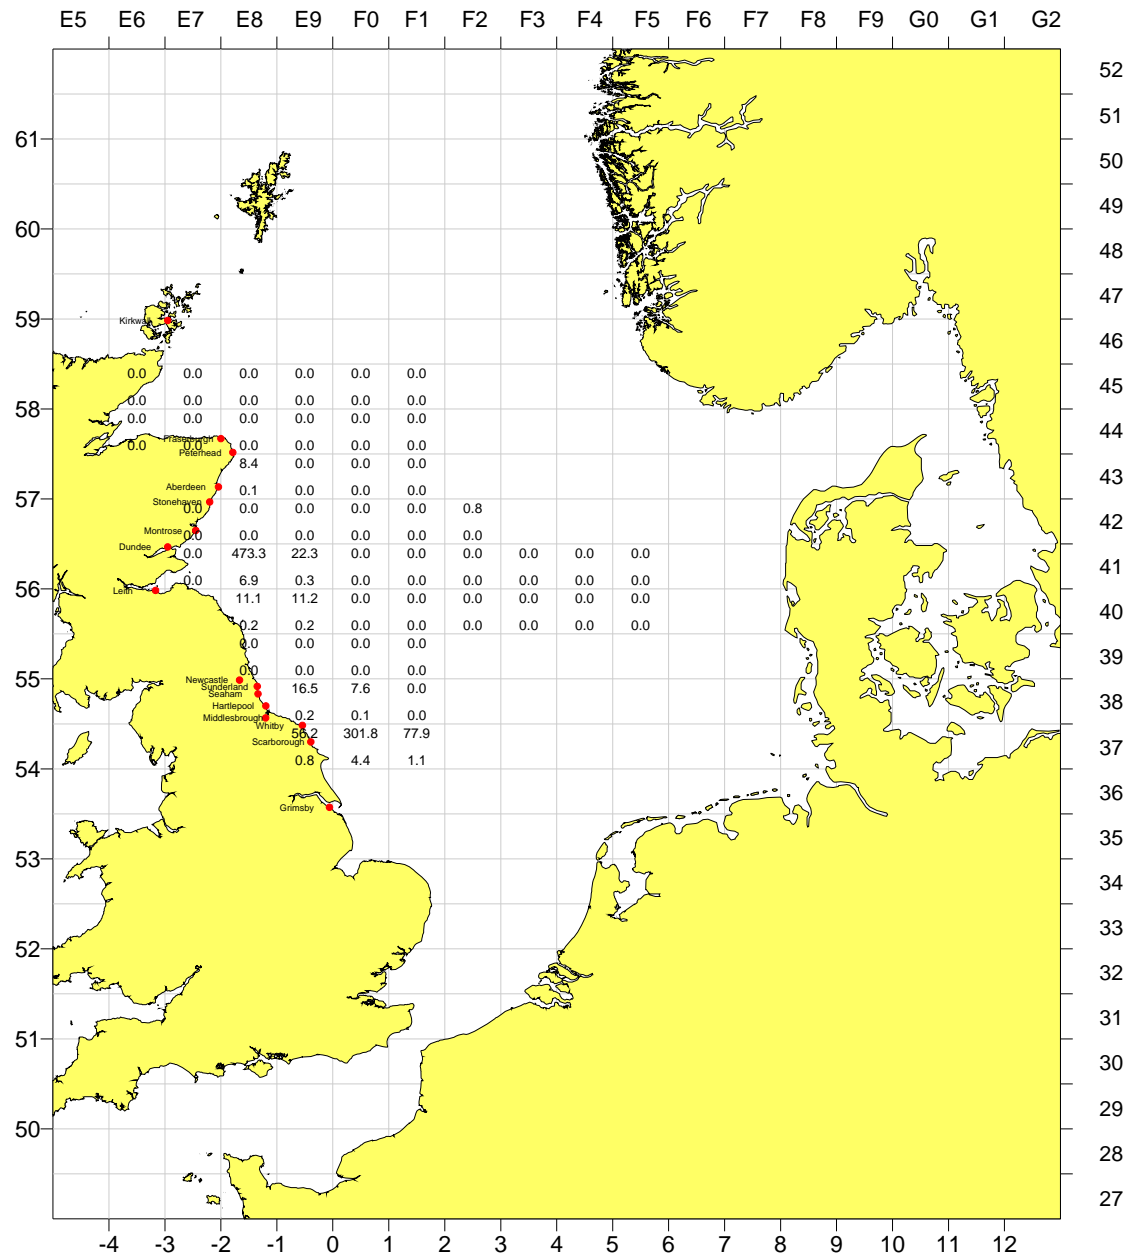 E5 E6 E7 E8 E9 F0 F1 F2 F3 F4 F5 F6 F7 F8 F9 G0 G1 G2
52
51
61
50
49
60
48
47
59
Kirkwall
46
0.0 0.0 0.0 0.0 0.0 0.0
45
0.0 0.0 0.0 0.0 0.0 0.0
58
0.0 0.0 0.0 0.0 0.0 0.0
44
Fraserburgh
0.0 0.0 0.0 0.0 0.0 0.0
Peterhead
8.4 0.0 0.0 0.0
43
Aberdeen
0.1 0.0 0.0 0.0
57
Stonehaven
0.0 0.0 0.0 0.0 0.0 0.8
42
Montrose
0.0 0.0 0.0 0.0 0.0 0.0
Dundee
0.0 473.3 22.3 0.0 0.0 0.0 0.0 0.0 0.0
41
0.0 6.9 0.3 0.0 0.0 0.0 0.0 0.0 0.0
56
Leith
11.1 11.2 0.0 0.0 0.0 0.0 0.0 0.0
40
0.2 0.2 0.0 0.0 0.0 0.0 0.0 0.0
0.0 0.0 0.0 0.0
39
0.0 0.0 0.0 0.0
55
Newcastle
Sunderland
16.5 7.6 0.0
Seaham
38
Hartlepool
0.2 0.1 0.0
Middlesbrough
Whitby
56.2 301.8 77.9
Scarborough
37
0.8 4.4 1.1
54
36
Grimsby
35
53
34
33
52
32
31
51
30
29
50
28
27
-4 -3 -2 -1 0 1 2 3 4 5 6 7 8 9 10 11 12